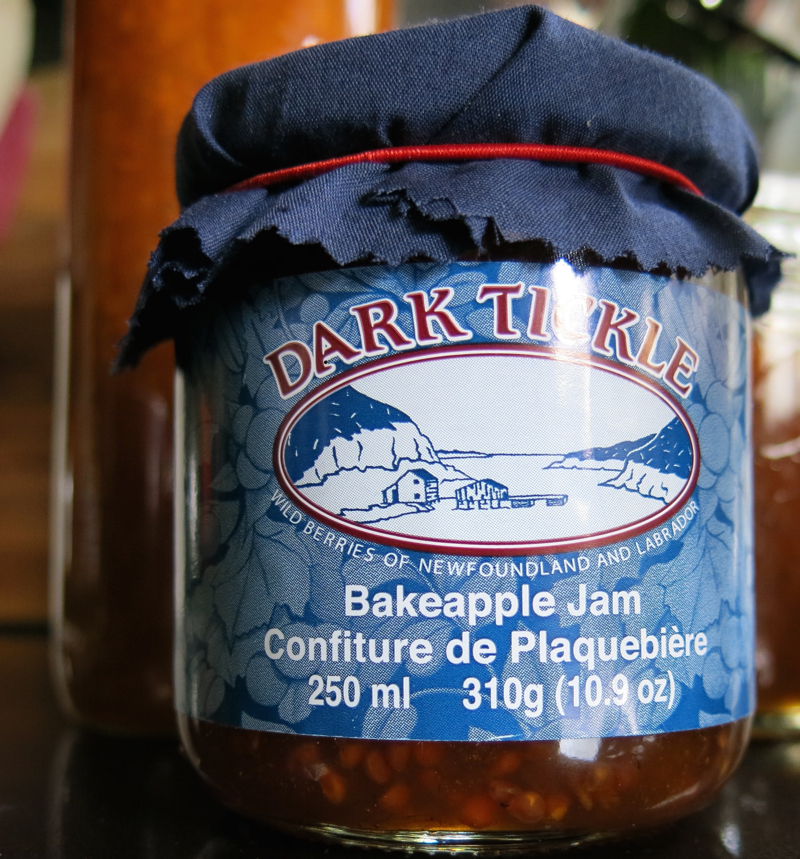 DARK TICKLE
WILD BERRIES OF NEWFOUNDLAND AND LABRADOR
Bakeapple Jam
Confiture de Plaquebière
250 ml 310g (10.9 oz)